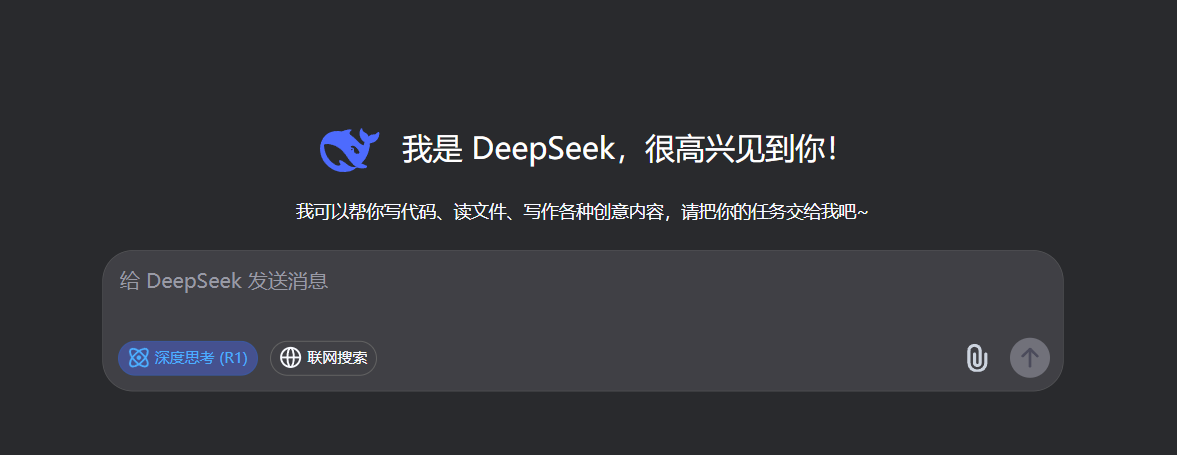 我是 DeepSeek，很高兴见到你！
我可以帮你写代码、读文件、写作各种创意内容，请把你的任务交给我吧~
给 DeepSeek 发送消息
深度思考 (R1) 联网搜索